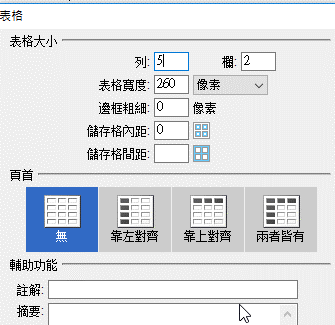 表格
表格大小
列: 5 欄: 2
表格寬度: 260 像素
邊框粗細: 0 像素
儲存格內距: 0
儲存格間距:
頁首
無 靠左對齊 靠上對齊 兩者皆有
輔助功能
註解:
摘要: